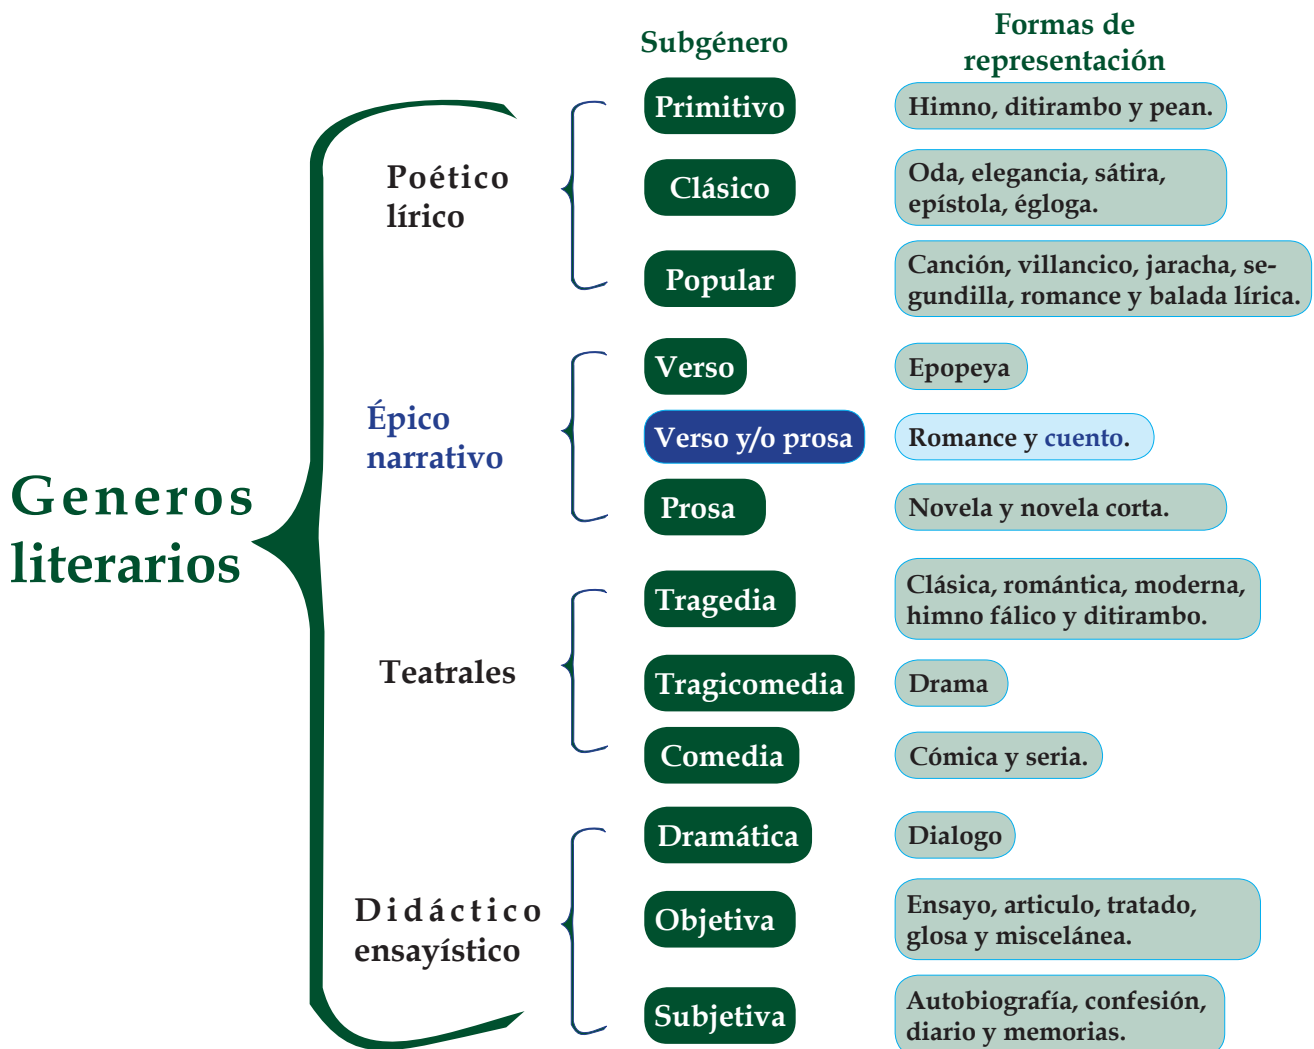 Subgénero
Formas de
representación
Generos
literarios
Poético
lírico
Primitivo
Himno, ditirambo y pean.
Clásico
Oda, elegancia, sátira,
epístola, égloga.
Popular
Canción, villancico, jaracha, se-
gundilla, romance y balada lírica.
Épico
narrativo
Verso
Epopeya
Verso y/o prosa
Romance y cuento.
Prosa
Novela y novela corta.
Teatrales
Tragedia
Clásica, romántica, moderna,
himno fálico y ditirambo.
Tragicomedia
Drama
Comedia
Cómica y seria.
Didáctico
ensayístico
Dramática
Dialogo
Objetiva
Ensayo, articulo, tratado,
glosa y miscelánea.
Subjetiva
Autobiografía, confesión,
diario y memorias.